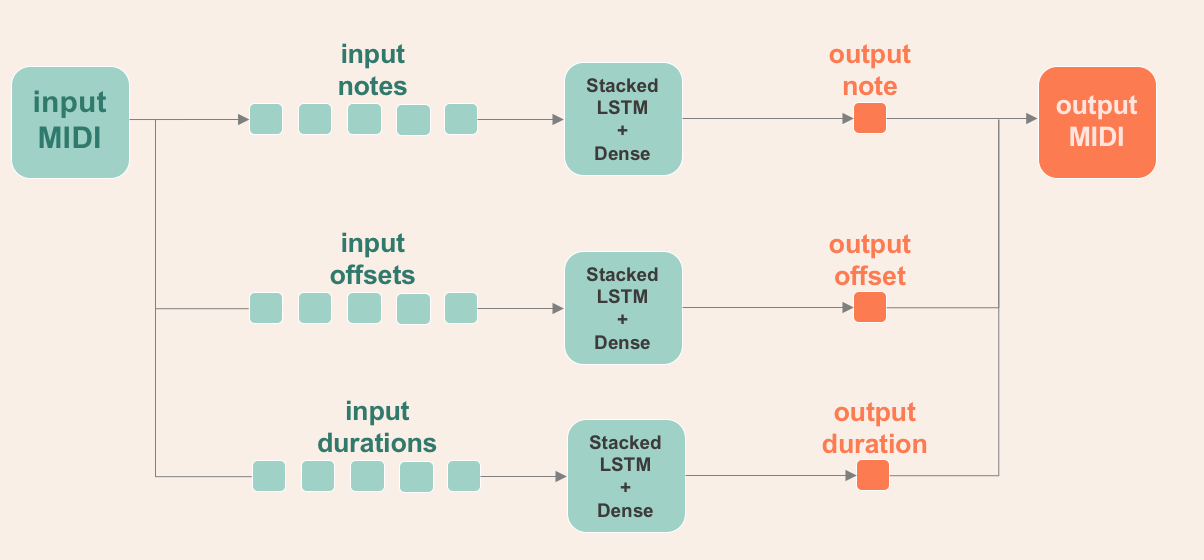 input
MIDI
input
notes
Stacked
LSTM
+
Dense
output
note
output
MIDI
input
offsets
Stacked
LSTM
+
Dense
output
offset
input
durations
Stacked
LSTM
+
Dense
output
duration